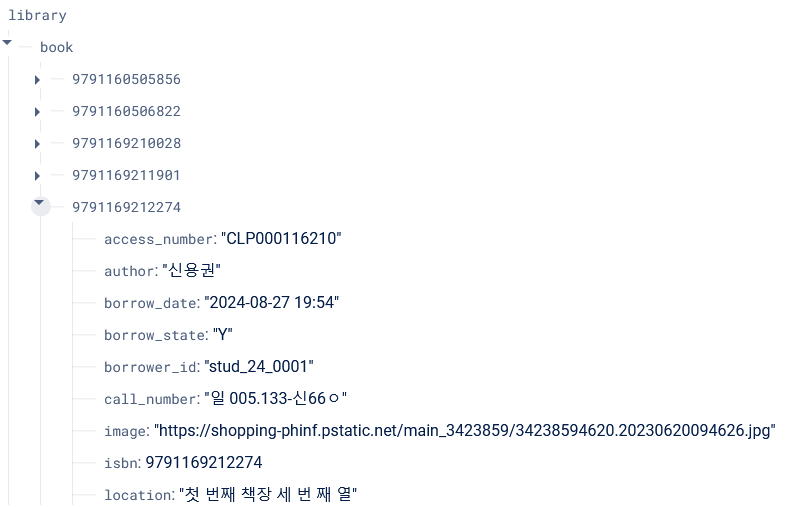 library
book
9791160505856
9791160506822
9791169210028
9791169211901
9791169212274
access_number: "CLP000116210"
author: "신용권"
borrow_date: "2024-08-27 19:54"
borrow_state: "Y"
borrower_id: "stud_24_0001"
call_number: "일 005.133-신66ㅇ"
image: "https://shopping-phinf.pstatic.net/main_3423859/34238594620.20230620094626.jpg"
isbn: 9791169212274
location: "첫 번째 책장 세 번 째 열"